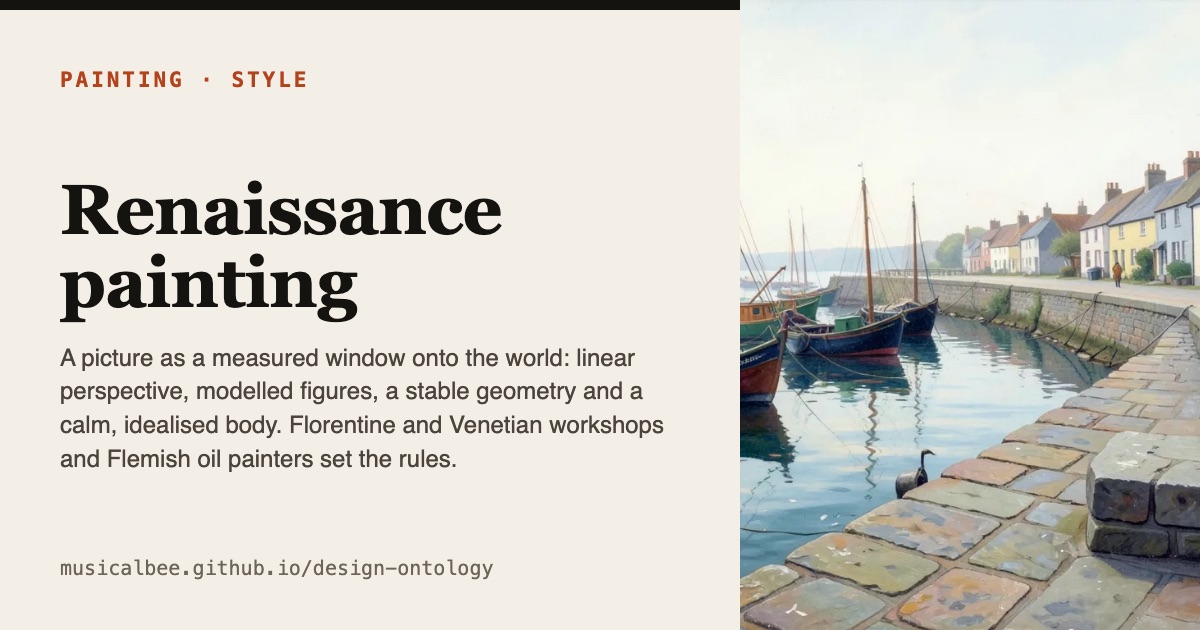 PAINTING · STYLE
Renaissance
painting
A picture as a measured window onto the world: linear
perspective, modelled figures, a stable geometry and a
calm, idealised body. Florentine and Venetian workshops
and Flemish oil painters set the rules.
musicalbee.github.io/design-ontology